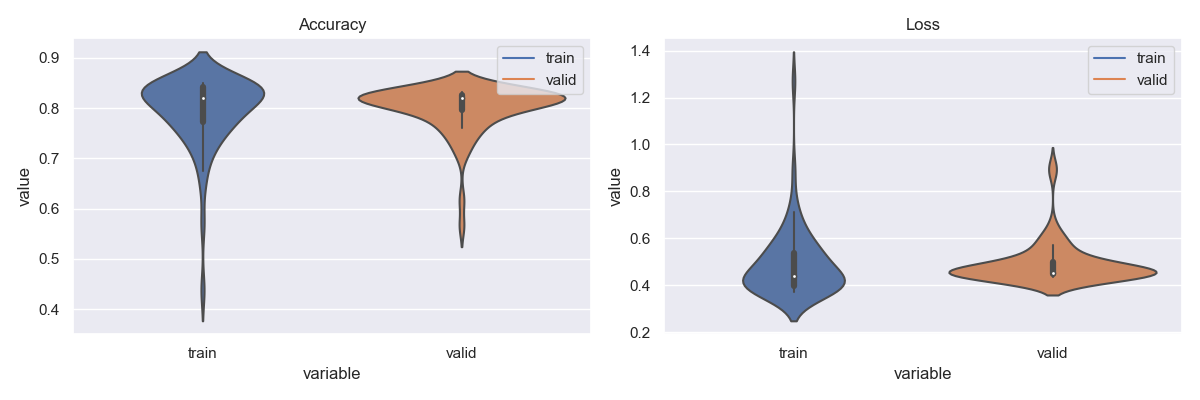 Accuracy
train
valid
0.9
0.8
0.7
0.6
0.5
0.4
value
train valid
variable
Loss
train
valid
1.4
1.2
1.0
0.8
0.6
0.4
0.2
value
train valid
variable